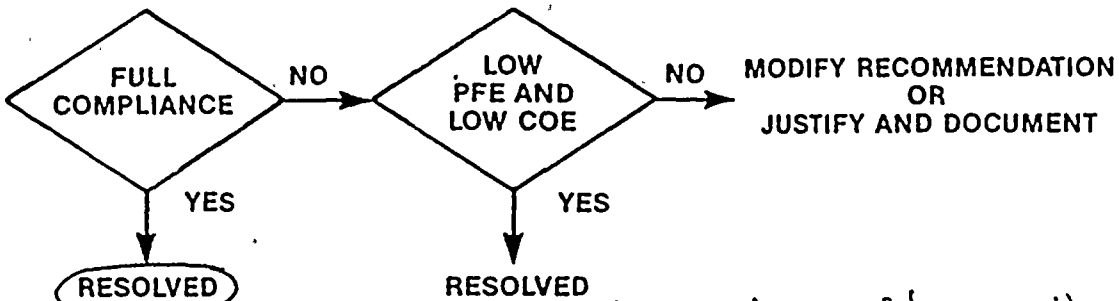 FULL
COMPLIANCE
NO
LOW
PFE AND
LOW COE
NO
MODIFY RECOMMENDATION
OR
JUSTIFY AND DOCUMENT
YES
YES
RESOLVED
RESOLVED